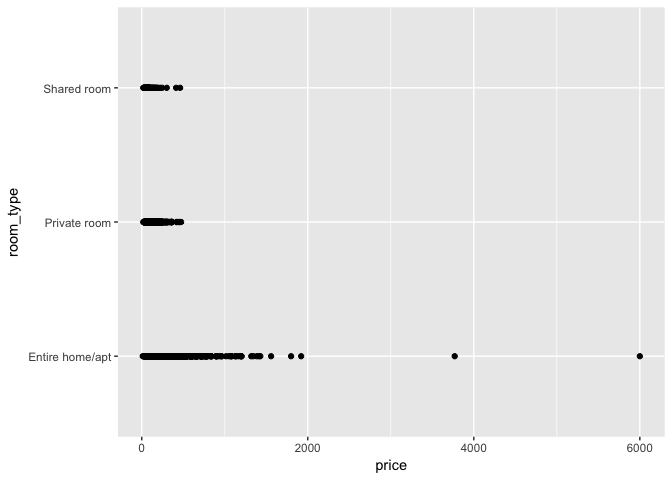 Shared room
Private room
Entire home/apt
room_type
0
2000
4000
6000
price